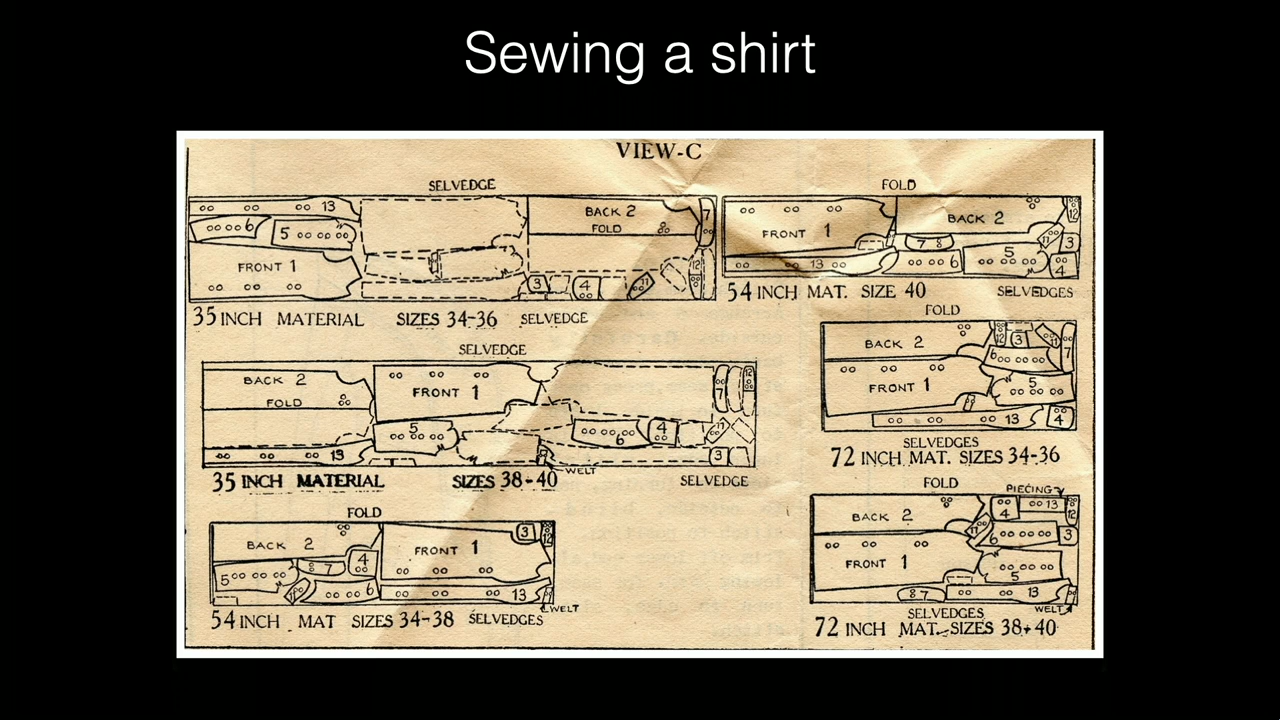 Sewing a shirt
VIEW-C
SELVEDGE
13
6
5
FRONT 1
BACK 2
FOLD
7
3
4
11
12
35 INCH MATERIAL SIZES 34-36 SELVEDGE
FOLD
FRONT 1
BACK 2
12
7 8
11
3
13
6
5
4
54 INCH MAT. SIZE 40 SELVEDGES
SELVEDGE
BACK 2
FOLD
FRONT 1
7
12
5
6
4
11
13
3
WELT
35 INCH MATERIAL SIZES 38-40 SELVEDGE
FOLD
BACK 2
12
3
11
7
6
FRONT 1
5
8
13
4
SELVEDGES
72 INCH MAT. SIZES 34-36
FOLD
BACK 2
FRONT 1
3
12
7
4
5
6
13
WELT
54 INCH MAT SIZES 34-38 SELVEDGES
FOLD
PIECING
BACK 2
4
13
12
11
6
3
FRONT 1
5
8 7
13
WELT
SELVEDGES
72 INCH MAT. SIZES 38+40